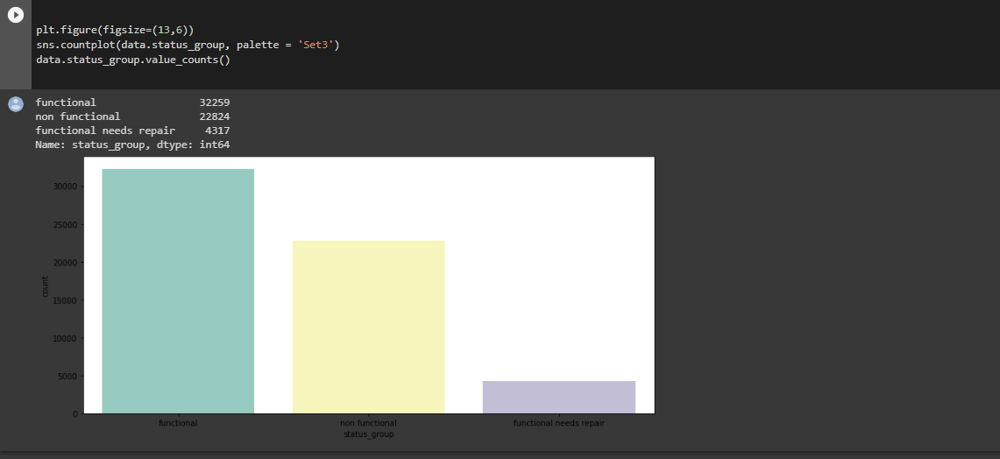 plt.figure(figsize=(13,6))
sns.countplot(data.status_group, palette = 'Set3')
data.status_group.value_counts()
functional 32259
non functional 22824
functional needs repair 4317
Name: status_group, dtype: int64
30000
25000
20000
15000
10000
5000
0
count
functional non functional functional needs repair
status_group